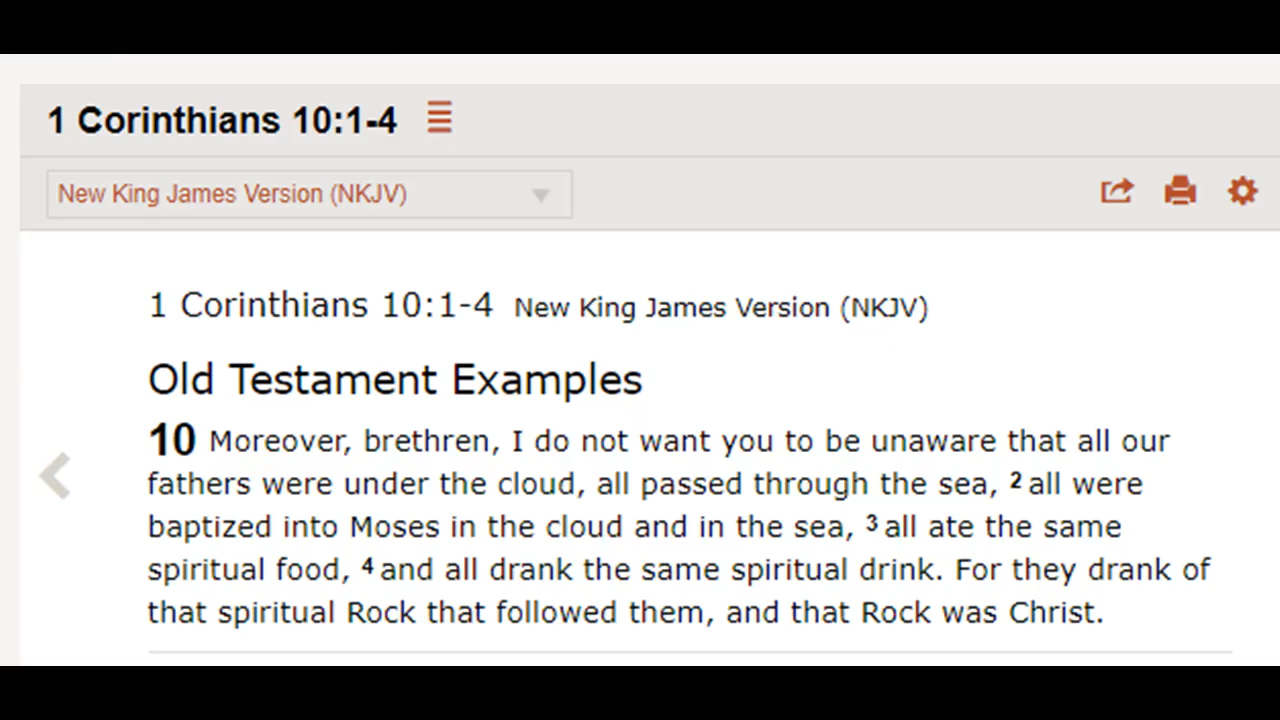 1 Corinthians 10:1-4
New King James Version (NKJV)
1 Corinthians 10:1-4 New King James Version (NKJV)
Old Testament Examples
10 Moreover, brethren, I do not want you to be unaware that all our
fathers were under the cloud, all passed through the sea, 2 all were
baptized into Moses in the cloud and in the sea, 3 all ate the same
spiritual food, 4 and all drank the same spiritual drink. For they drank of
that spiritual Rock that followed them, and that Rock was Christ.